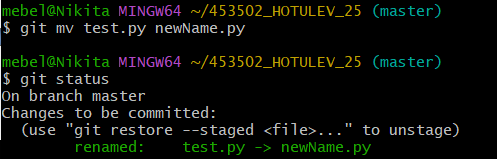 mebel@Nikita MINGW64 ~/453502_HOTULEV_25 (master)
$ git mv test.py newName.py
mebel@Nikita MINGW64 ~/453502_HOTULEV_25 (master)
$ git status
On branch master
Changes to be committed:
  (use "git restore --staged <file>..." to unstage)
        renamed:    test.py -> newName.py